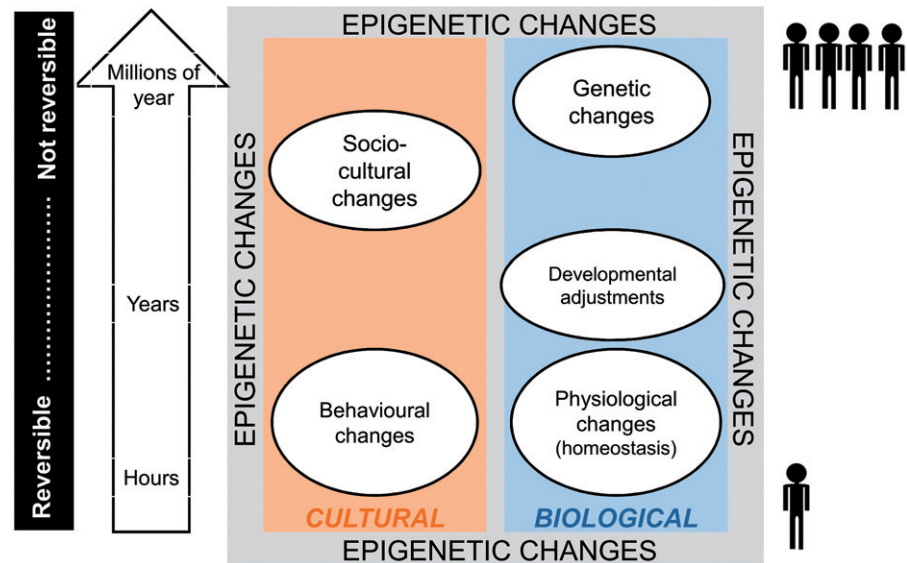 EPIGENETIC CHANGES
Not reversible
.....................
Reversible
Millions of
year
Years
Hours
EPIGENETIC CHANGES
Socio-
cultural
changes
Behavioural
changes
CULTURAL
Genetic
changes
Developmental
adjustments
Physiological
changes
(homeostasis)
BIOLOGICAL
EPIGENETIC CHANGES
EPIGENETIC CHANGES